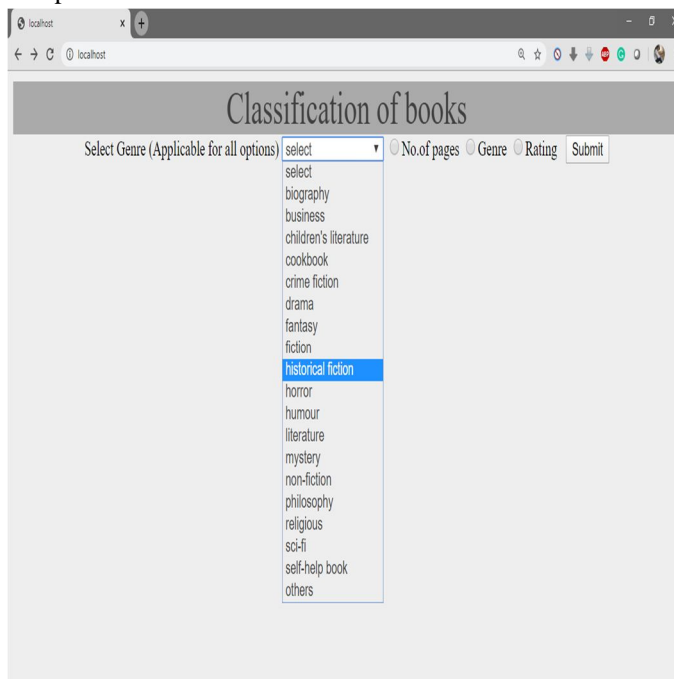 localhost
localhost
Classification of books
Select Genre (Applicable for all options) select No.of pages Genre Rating Submit
select
biography
business
children's literature
cookbook
crime fiction
drama
fantasy
fiction
historical fiction
horror
humour
literature
mystery
non-fiction
philosophy
religious
sci-fi
self-help book
others